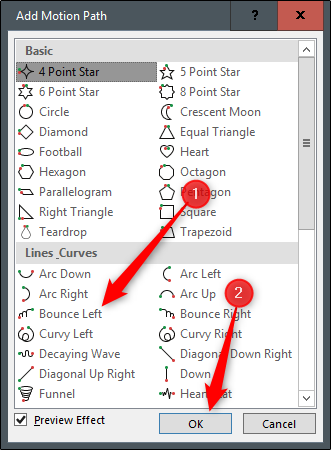 Add Motion Path ? X
Basic
4 Point Star 5 Point Star
6 Point Star 8 Point Star
Circle Crescent Moon
Diamond Equal Triangle
Football Heart
Hexagon Octagon
Parallelogram Pentagon
1
Right Triangle Square
Teardrop Trapezoid
Lines_Curves
Arc Down Arc Left
Arc Right Arc Up 2
Bounce Left Bounce Right
Curvy Left Curvy Right
Decaying Wave Diagonal Down Right
Diagonal Up Right Down
Funnel Heartbeat
Preview Effect OK Cancel